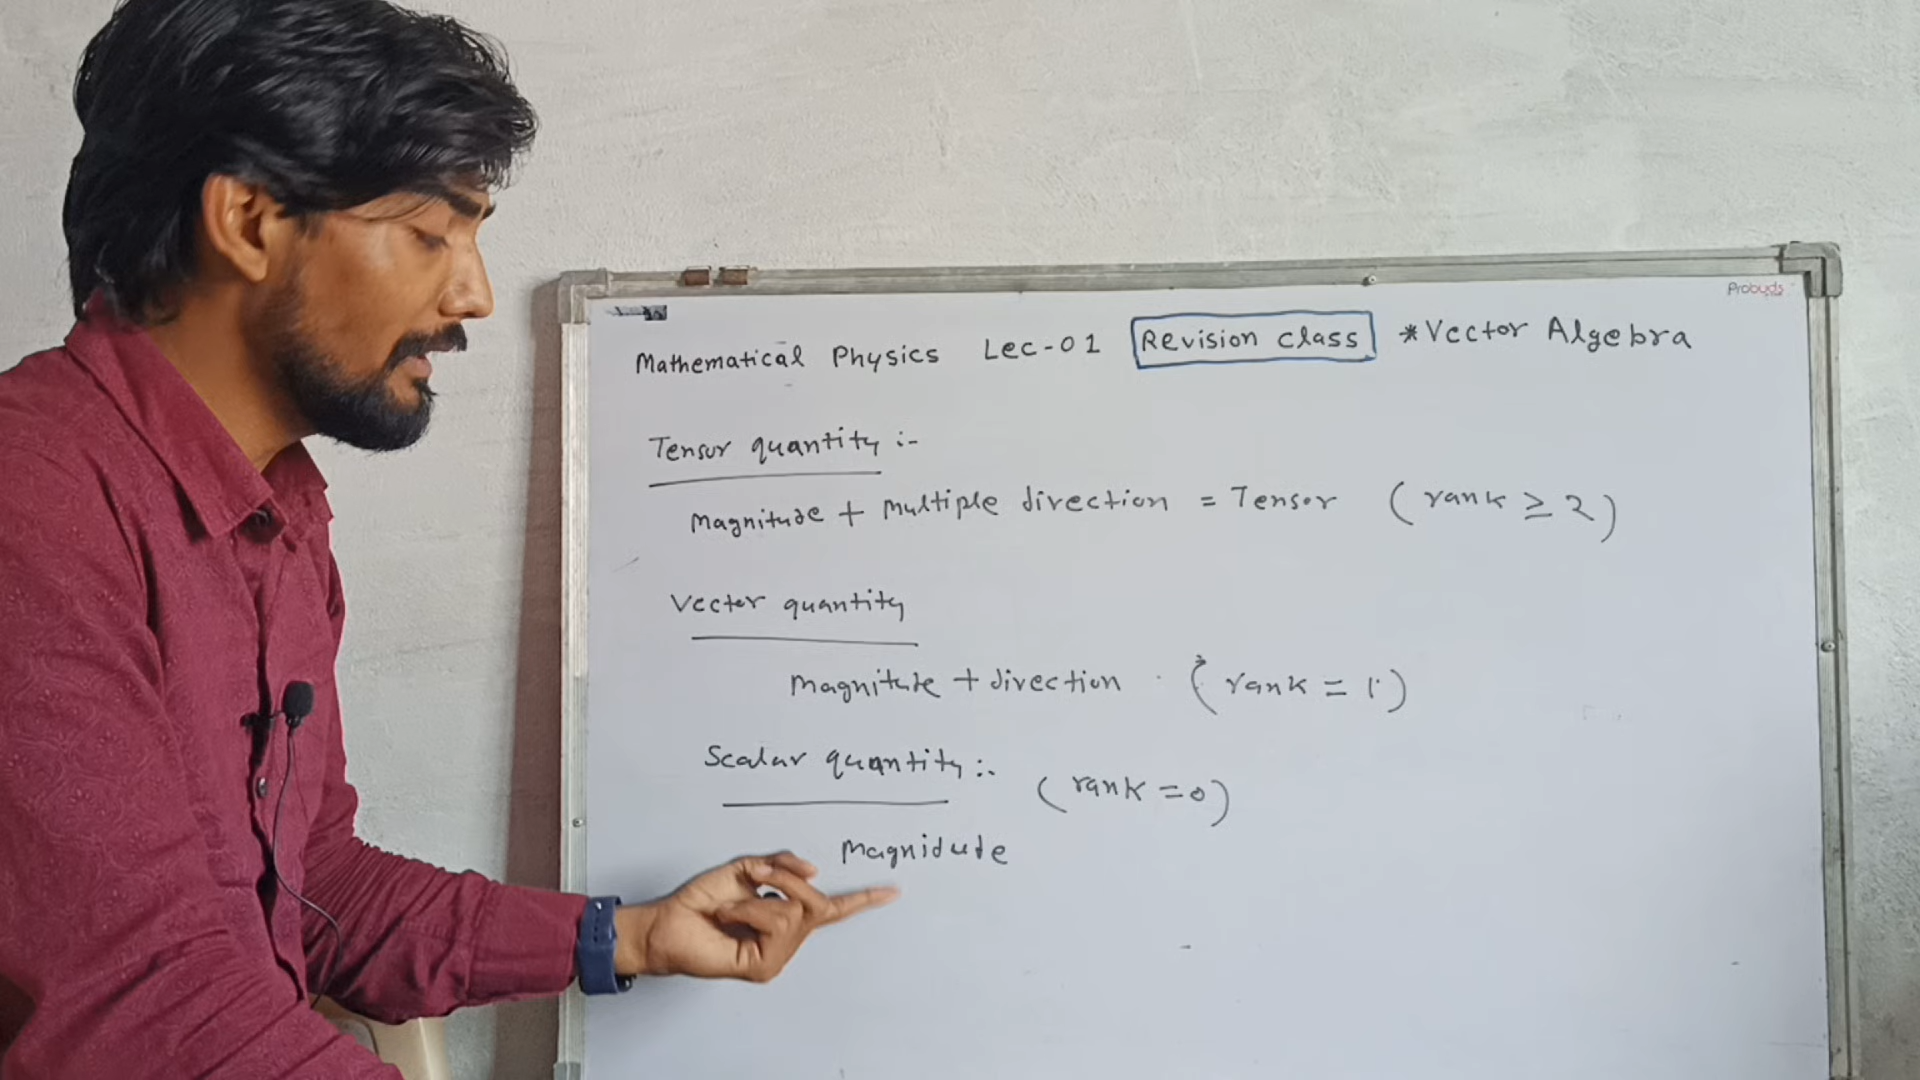 Probuds
Mathematical Physics Lec-01 Revision class *Vector Algebra
Tensor quantity :-
Magnitude + Multiple direction = Tensor (rank ≥ 2)
Vector quantity
Magnitude + direction (rank = 1)
Scalar quantity :-
(rank = 0)
Magnidude